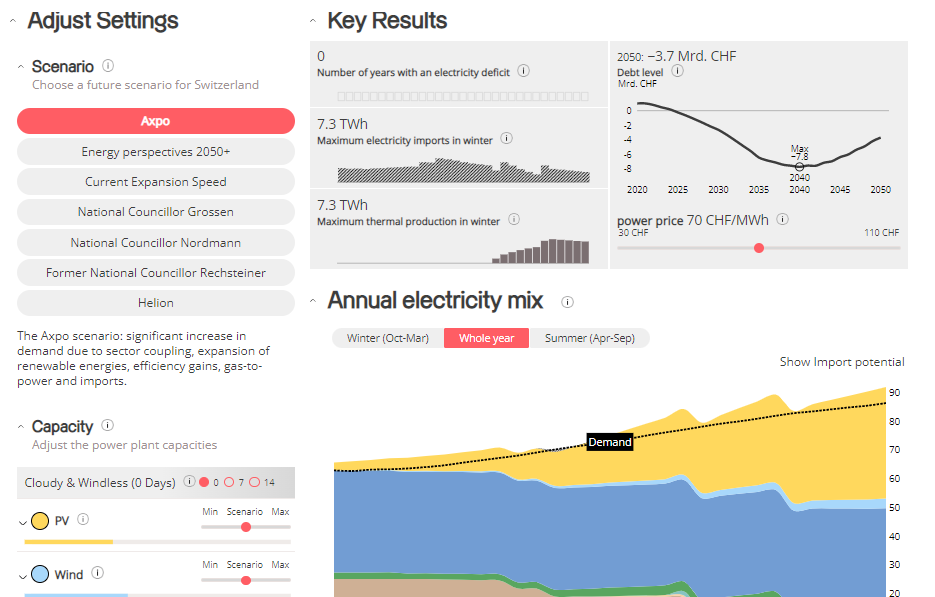 Adjust Settings
Scenario
Choose a future scenario for Switzerland
Axpo
Energy perspectives 2050+
Current Expansion Speed
National Councillor Grossen
National Councillor Nordmann
Former National Councillor Rechsteiner
Helion
The Axpo scenario: significant increase in
demand due to sector coupling, expansion of
renewable energies, efficiency gains, gas-to-
power and imports.
Capacity
Adjust the power plant capacities
Cloudy & Windless (0 Days) 0 7 14
Min Scenario Max
PV
Min Scenario Max
Wind
Key Results
0
Number of years with an electricity deficit
7.3 TWh
Maximum electricity imports in winter
7.3 TWh
Maximum thermal production in winter
2050: −3.7 Mrd. CHF
Debt level
Mrd. CHF
0
-2
-4
-6
-8
Max
−7.8
2040
2020 2025 2030 2035 2040 2045 2050
power price 70 CHF/MWh
30 CHF 110 CHF
Annual electricity mix
Winter (Oct-Mar) Whole year Summer (Apr-Sep)
Show Import potential
Demand
90
80
70
60
50
40
30
20